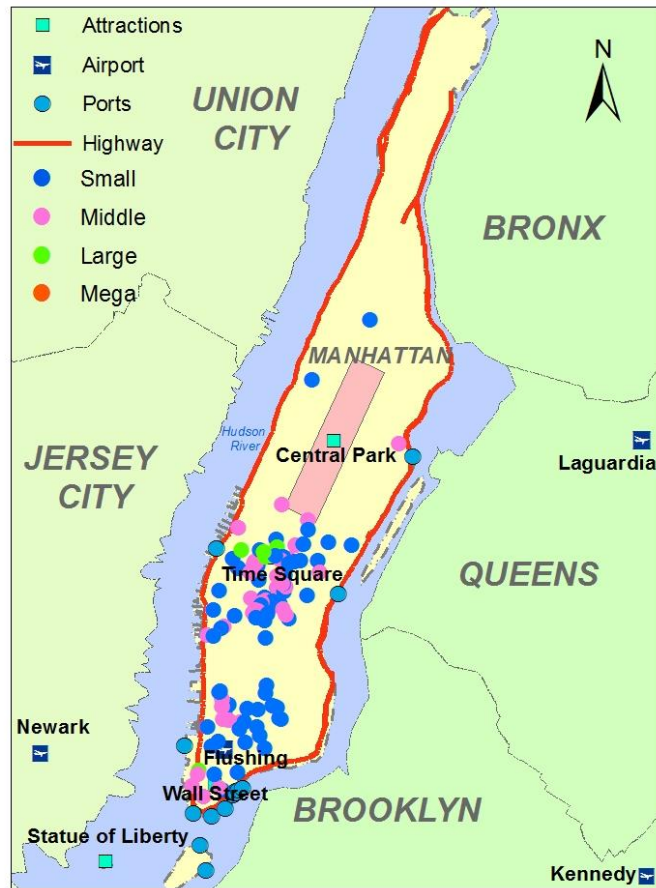 Attractions
Airport
Ports
Highway
Small
Middle
Large
Mega
N
UNION
CITY
BRONX
MANHATTAN
Hudson
River
Central Park
JERSEY
CITY
Laguardia
Time Square
QUEENS
Newark
Flushing
Wall Street
BROOKLYN
Statue of Liberty
Kennedy